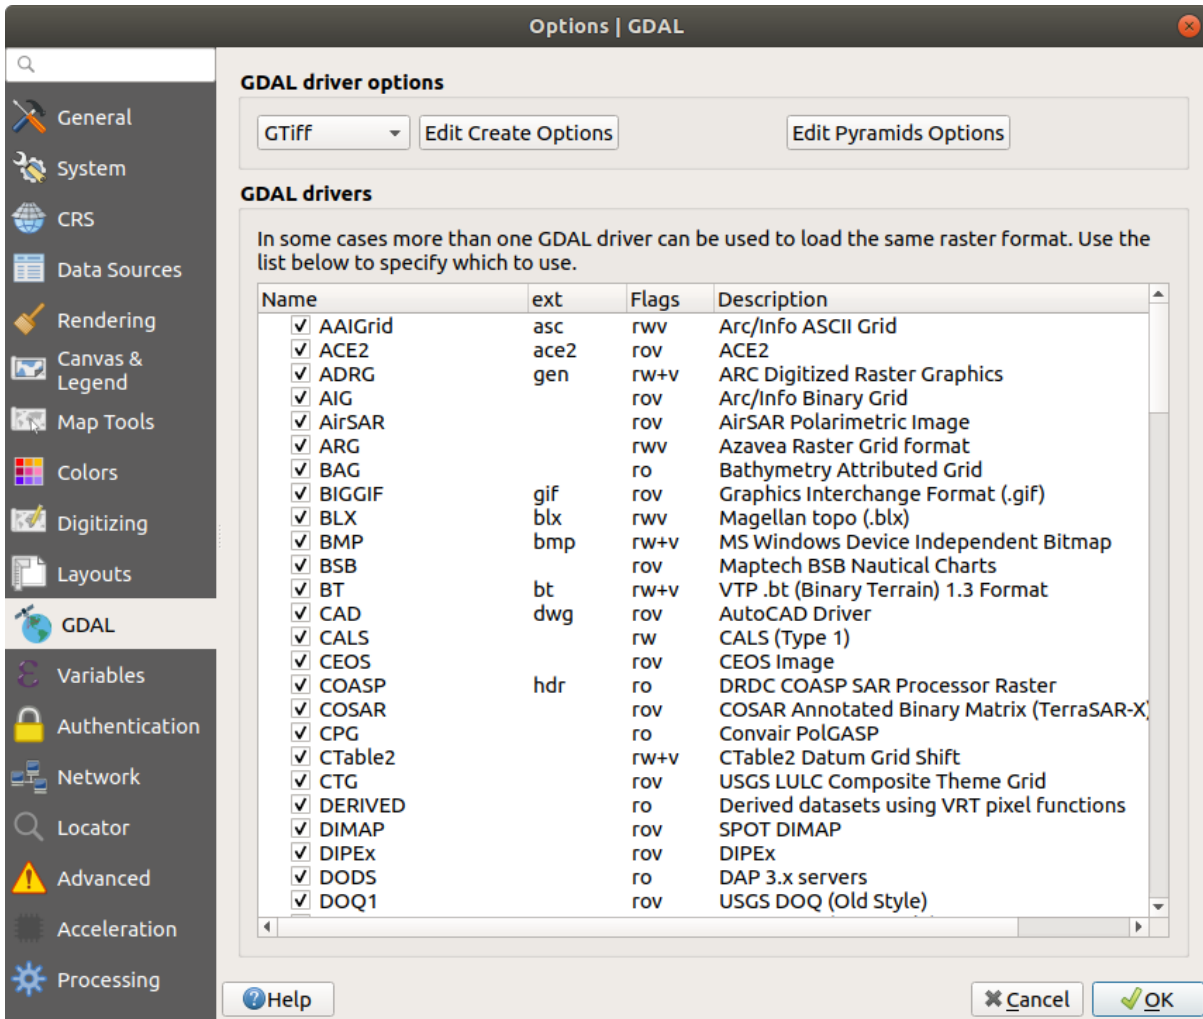 Options | GDAL
General
System
CRS
Data Sources
Rendering
Canvas &
Legend
Map Tools
Colors
Digitizing
Layouts
GDAL
Variables
Authentication
Network
Locator
Advanced
Acceleration
Processing
GDAL driver options
GTiff Edit Create Options Edit Pyramids Options
GDAL drivers
In some cases more than one GDAL driver can be used to load the same raster format. Use the
list below to specify which to use.
Name ext Flags Description
AAIGrid asc rwv Arc/Info ASCII Grid
ACE2 ace2 rov ACE2
ADRG gen rw+v ARC Digitized Raster Graphics
AIG rov Arc/Info Binary Grid
AirSAR rov AirSAR Polarimetric Image
ARG rwv Azavea Raster Grid format
BAG ro Bathymetry Attributed Grid
BIGGIF gif rov Graphics Interchange Format (.gif)
BLX blx rwv Magellan topo (.blx)
BMP bmp rw+v MS Windows Device Independent Bitmap
BSB rov Maptech BSB Nautical Charts
BT bt rw+v VTP .bt (Binary Terrain) 1.3 Format
CAD dwg rov AutoCAD Driver
CALS rw CALS (Type 1)
CEOS rov CEOS Image
COASP hdr ro DRDC COASP SAR Processor Raster
COSAR rov COSAR Annotated Binary Matrix (TerraSAR-X)
CPG ro Convair PolGASP
CTable2 rw+v CTable2 Datum Grid Shift
CTG rov USGS LULC Composite Theme Grid
DERIVED ro Derived datasets using VRT pixel functions
DIMAP rov SPOT DIMAP
DIPEx rov DIPEx
DODS ro DAP 3.x servers
DOQ1 rov USGS DOQ (Old Style)
Help Cancel OK